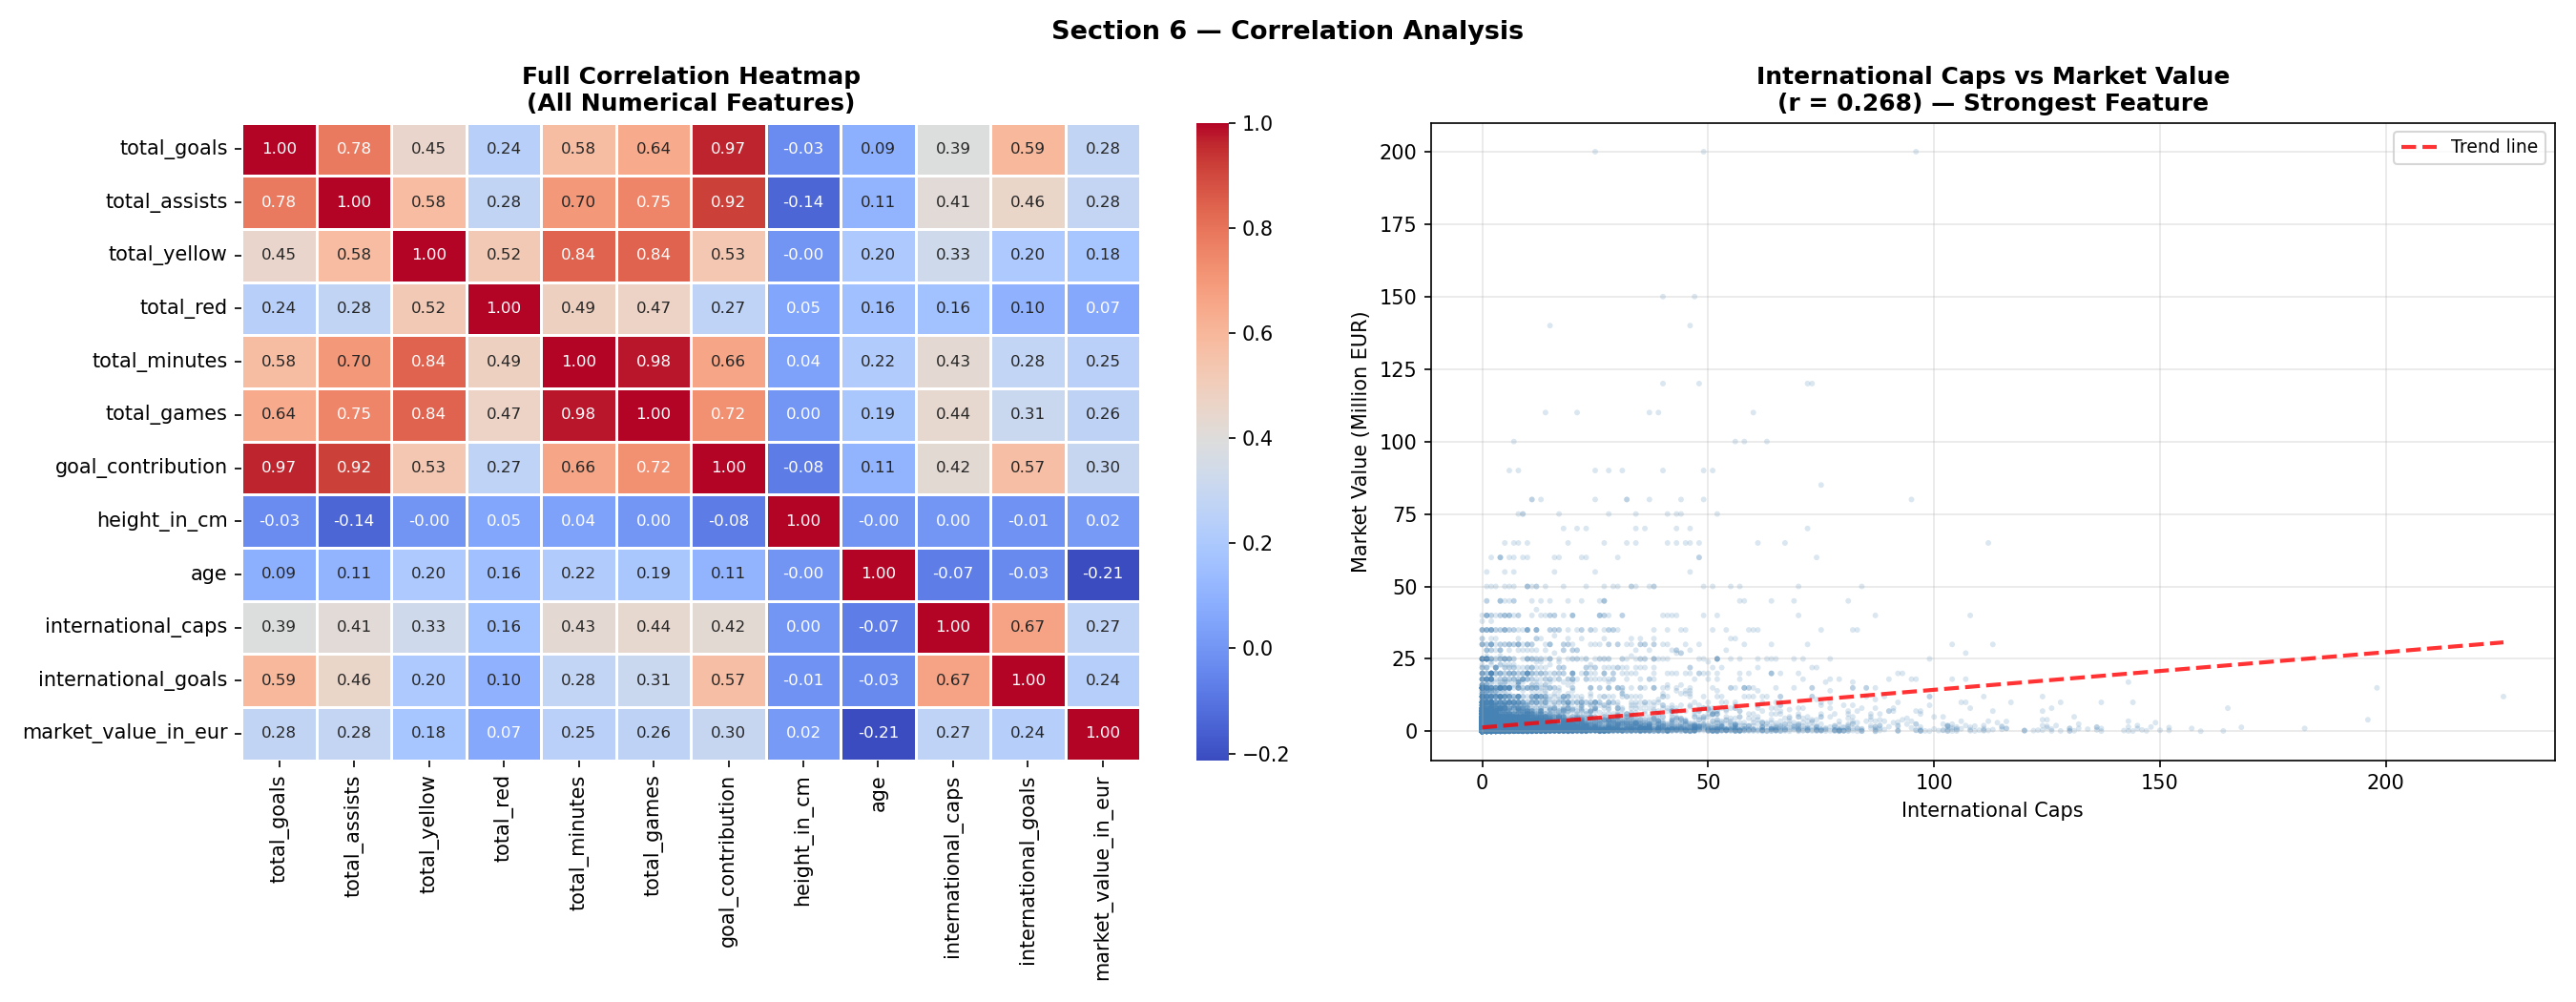 Section 6 — Correlation Analysis
Full Correlation Heatmap
(All Numerical Features)
total_goals 1.00 0.78 0.45 0.24 0.58 0.64 0.97 -0.03 0.09 0.39 0.59 0.28
total_assists 0.78 1.00 0.58 0.28 0.70 0.75 0.92 -0.14 0.11 0.41 0.46 0.28
total_yellow 0.45 0.58 1.00 0.52 0.84 0.84 0.53 -0.00 0.20 0.33 0.20 0.18
total_red 0.24 0.28 0.52 1.00 0.49 0.47 0.27 0.05 0.16 0.16 0.10 0.07
total_minutes 0.58 0.70 0.84 0.49 1.00 0.98 0.66 0.04 0.22 0.43 0.28 0.25
total_games 0.64 0.75 0.84 0.47 0.98 1.00 0.72 0.00 0.19 0.44 0.31 0.26
goal_contribution 0.97 0.92 0.53 0.27 0.66 0.72 1.00 -0.08 0.11 0.42 0.57 0.30
height_in_cm -0.03 -0.14 -0.00 0.05 0.04 0.00 -0.08 1.00 -0.00 0.00 -0.01 0.02
age 0.09 0.11 0.20 0.16 0.22 0.19 0.11 -0.00 1.00 -0.07 -0.03 -0.21
international_caps 0.39 0.41 0.33 0.16 0.43 0.44 0.42 0.00 -0.07 1.00 0.67 0.27
international_goals 0.59 0.46 0.20 0.10 0.28 0.31 0.57 -0.01 -0.03 0.67 1.00 0.24
market_value_in_eur 0.28 0.28 0.18 0.07 0.25 0.26 0.30 0.02 -0.21 0.27 0.24 1.00
total_goals
total_assists
total_yellow
total_red
total_minutes
total_games
goal_contribution
height_in_cm
age
international_caps
international_goals
market_value_in_eur
1.0
0.8
0.6
0.4
0.2
0.0
−0.2
International Caps vs Market Value
(r = 0.268) — Strongest Feature
Trend line
Market Value (Million EUR)
200
175
150
125
100
75
50
25
0
0 50 100 150 200
International Caps